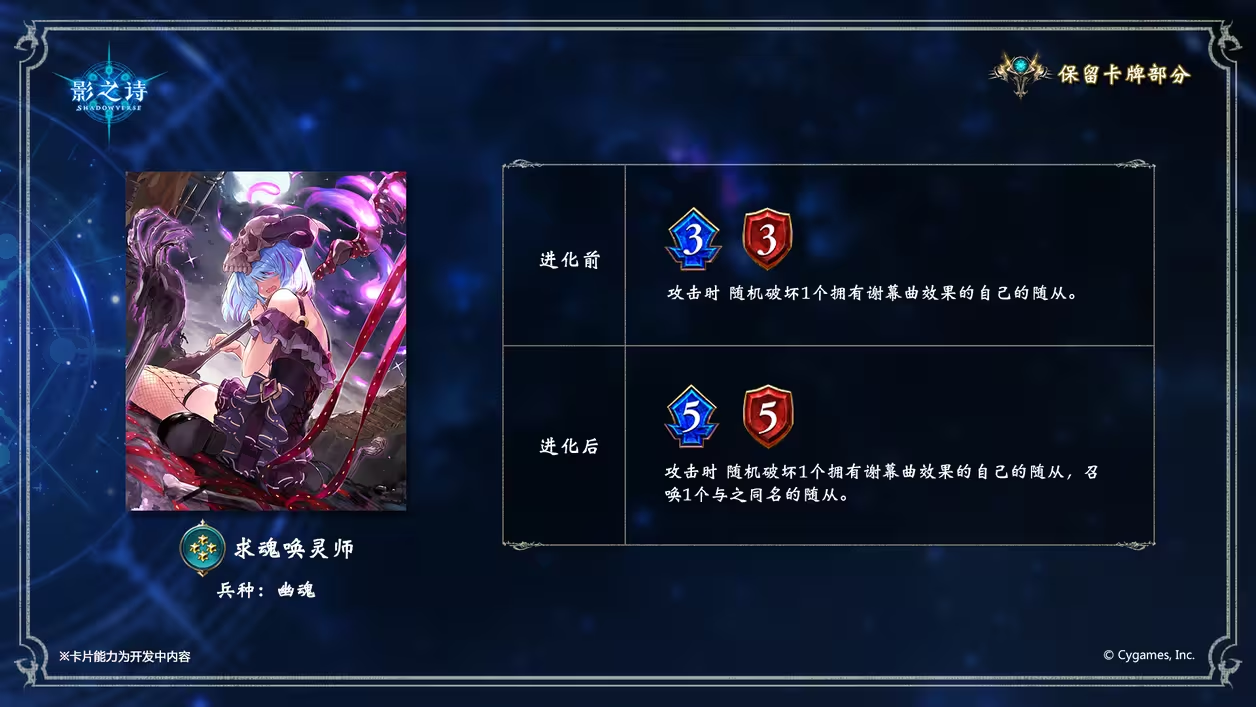 影之诗
SHADOWVERSE
保留卡牌部分
进化前
3 3
攻击时 随机破坏1个拥有谢幕曲效果的自己的随从。
进化后
5 5
攻击时 随机破坏1个拥有谢幕曲效果的自己的随从，召
唤1个与之同名的随从。
求魂唤灵师
兵种：幽魂
※卡片能力为开发中内容
© Cygames, Inc.